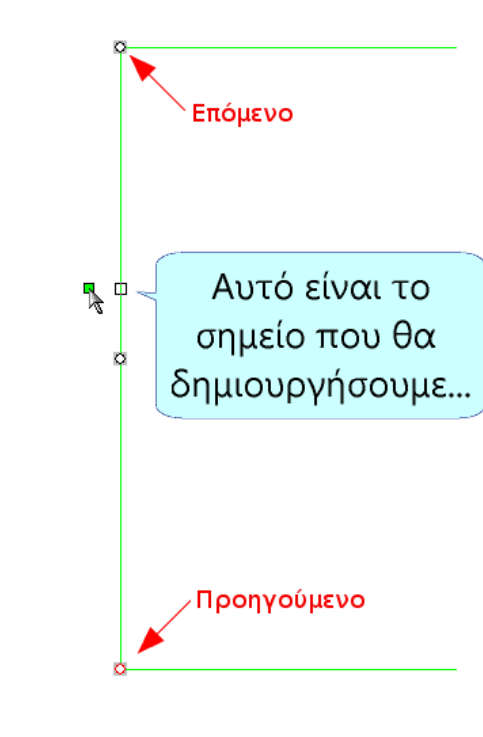 Επόμενο
Αυτό είναι το
σημείο που θα
δημιουργήσουμε...
Προηγούμενο